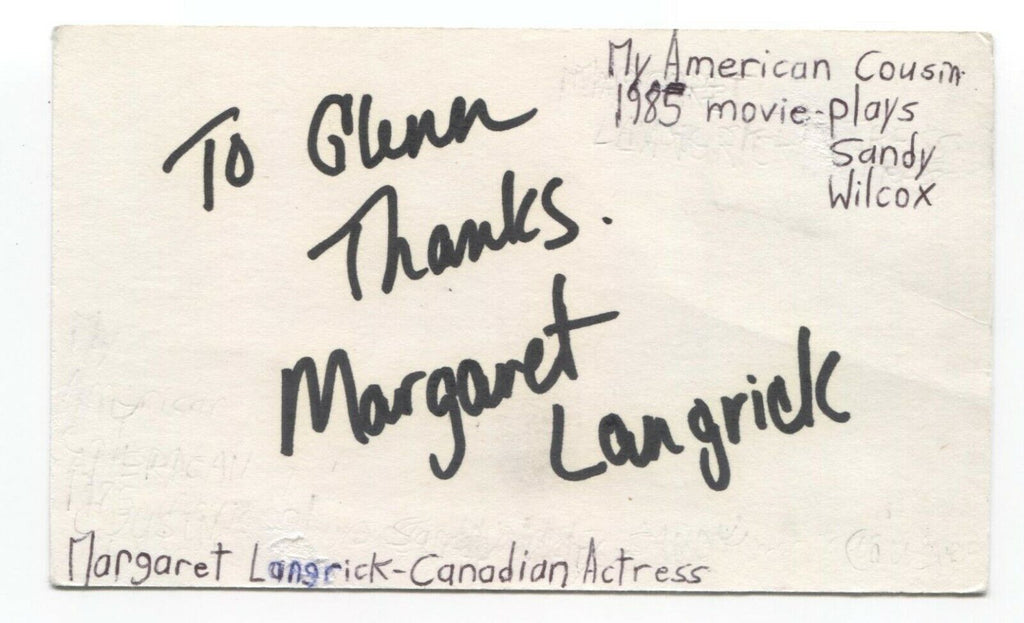 My American Cousin
1985 movie-plays
Sandy
Wilcox
To Glenn
Thanks.
Margaret
Langrick
Margaret Langrick-Canadian Actress